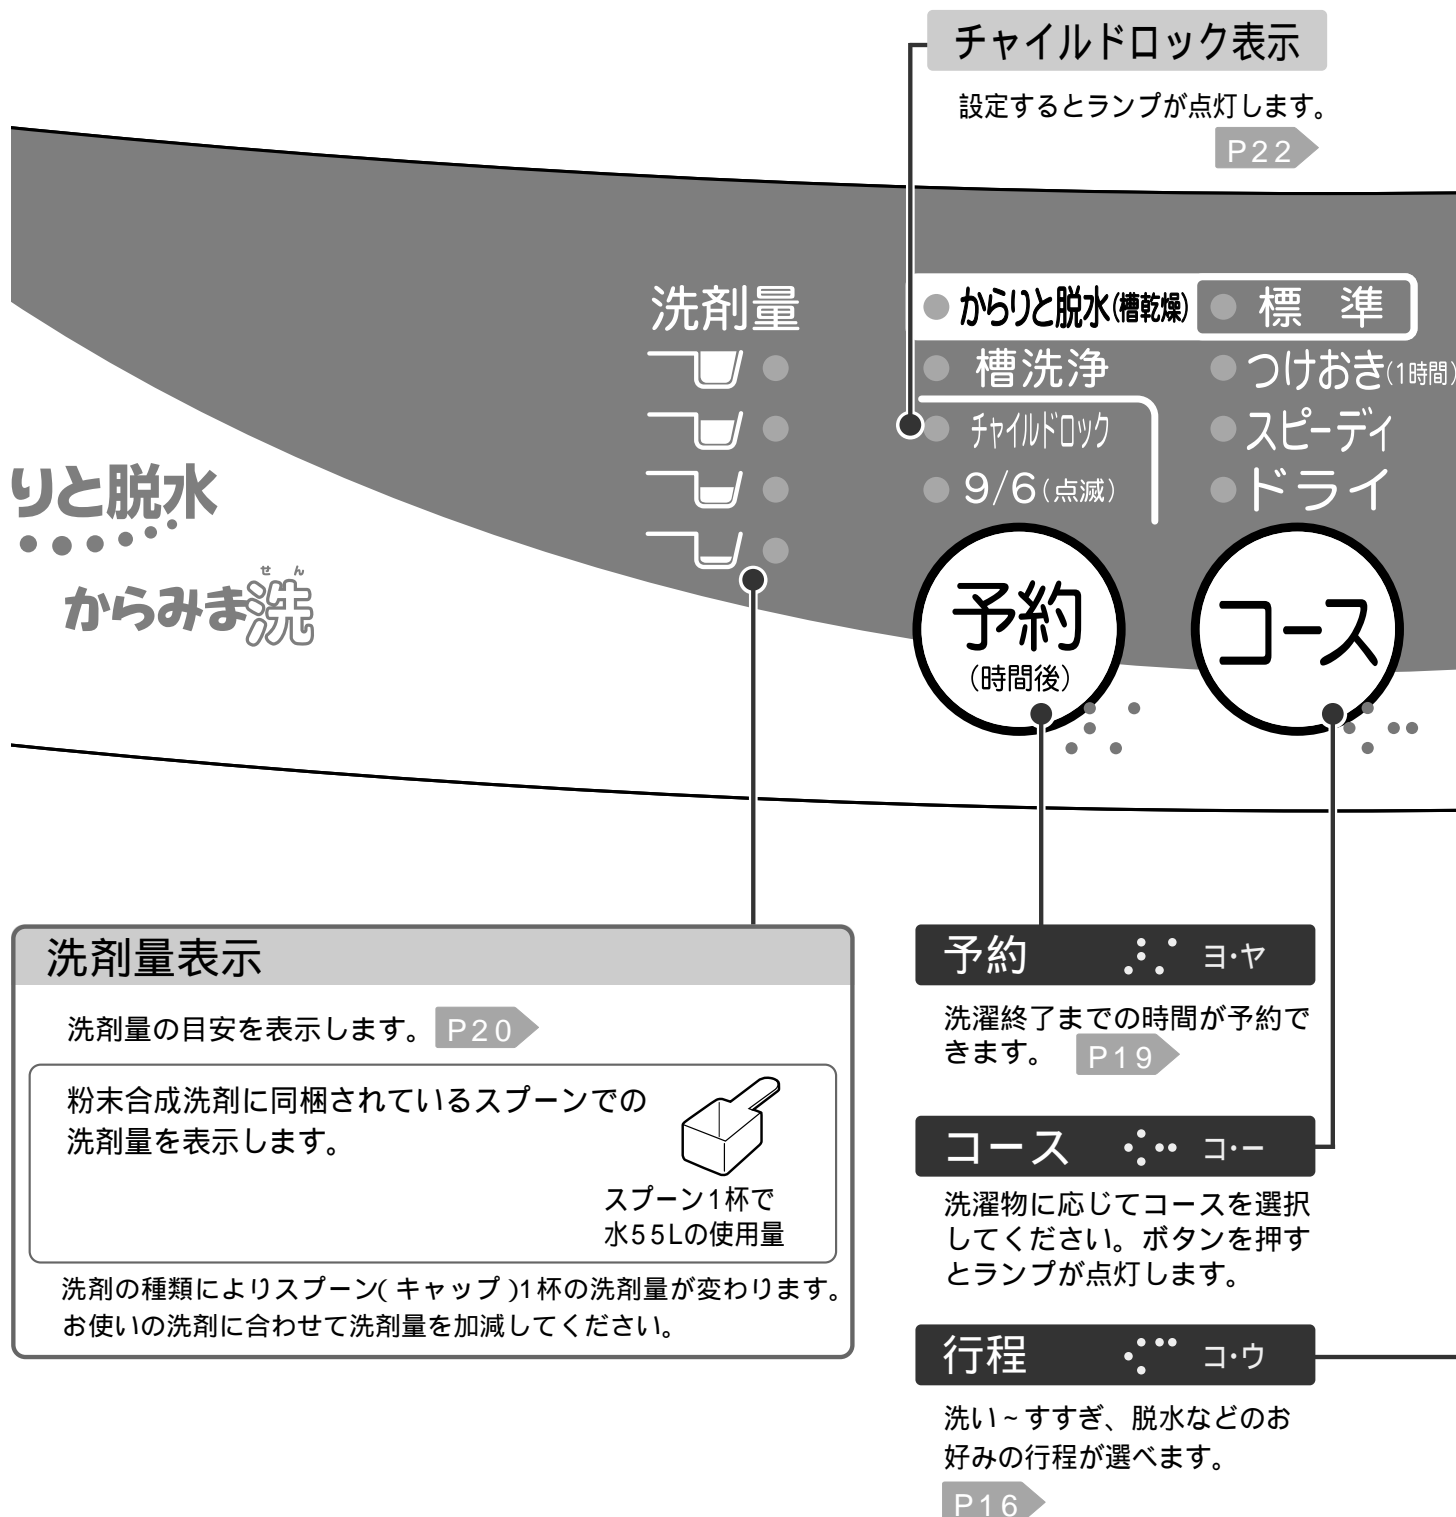 チャイルドロック表示
設定するとランプが点灯します。
P22
洗剤量
からりと脱水(槽乾燥)
標 準
槽洗浄
つけおき(1時間)
チャイルドロック
スピーディ
9/6(点滅)
ドライ
りと脱水
せん
からみま洗
予約
(時間後)
コース
洗剤量表示
洗剤量の目安を表示します。 P20
粉末合成洗剤に同梱されているスプーンでの
洗剤量を表示します。
スプーン1杯で
水55Lの使用量
洗剤の種類によりスプーン(キャップ)1杯の洗剤量が変わります。
お使いの洗剤に合わせて洗剤量を加減してください。
予約 ヨ・ヤ
洗濯終了までの時間が予約で
きます。 P19
コース コ・ー
洗濯物に応じてコースを選択
してください。ボタンを押す
とランプが点灯します。
行程 コ・ウ
洗い~すすぎ、脱水などのお
好みの行程が選べます。
P16